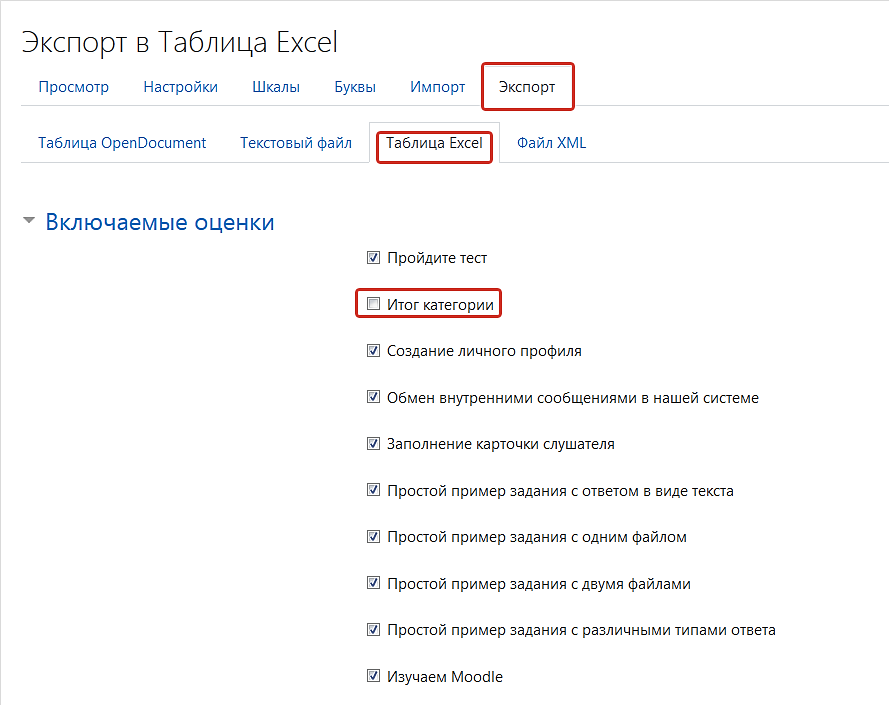 Экспорт в Таблица Excel
Просмотр Настройки Шкалы Буквы Импорт Экспорт
Таблица OpenDocument Текстовый файл Таблица Excel Файл XML
Включаемые оценки
Пройдите тест
Итог категории
Создание личного профиля
Обмен внутренними сообщениями в нашей системе
Заполнение карточки слушателя
Простой пример задания с ответом в виде текста
Простой пример задания с одним файлом
Простой пример задания с двумя файлами
Простой пример задания с различными типами ответа
Изучаем Moodle